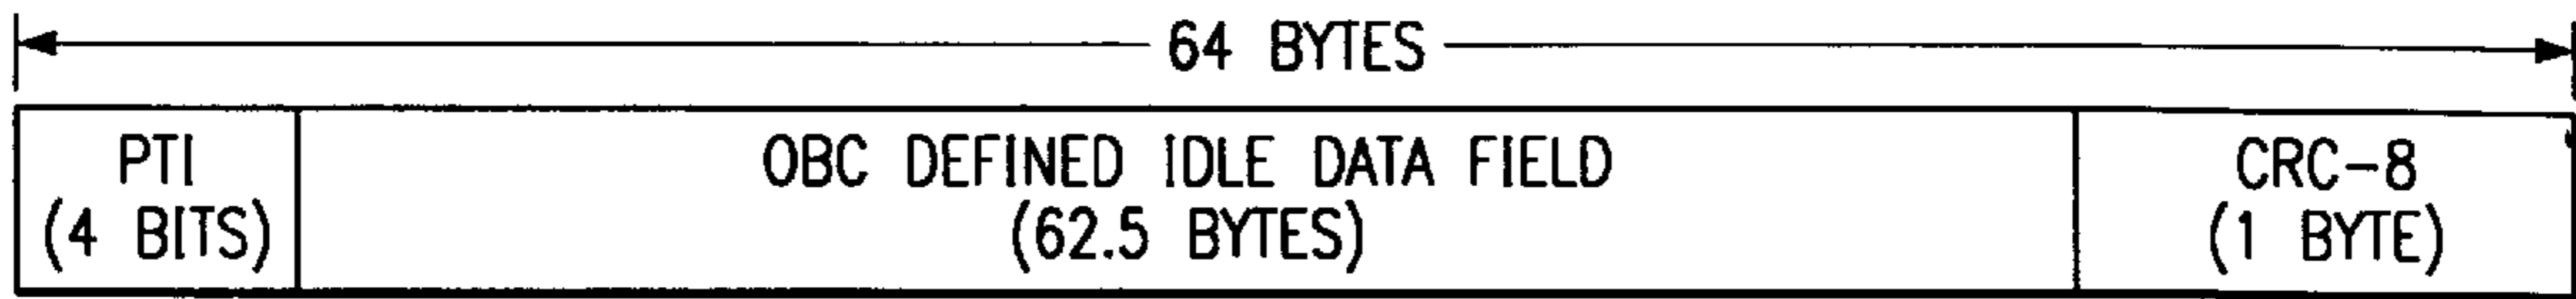 64 BYTES
PTI
(4 BITS)
OBC DEFINED IDLE DATA FIELD
(62.5 BYTES)
CRC-8
(1 BYTE)